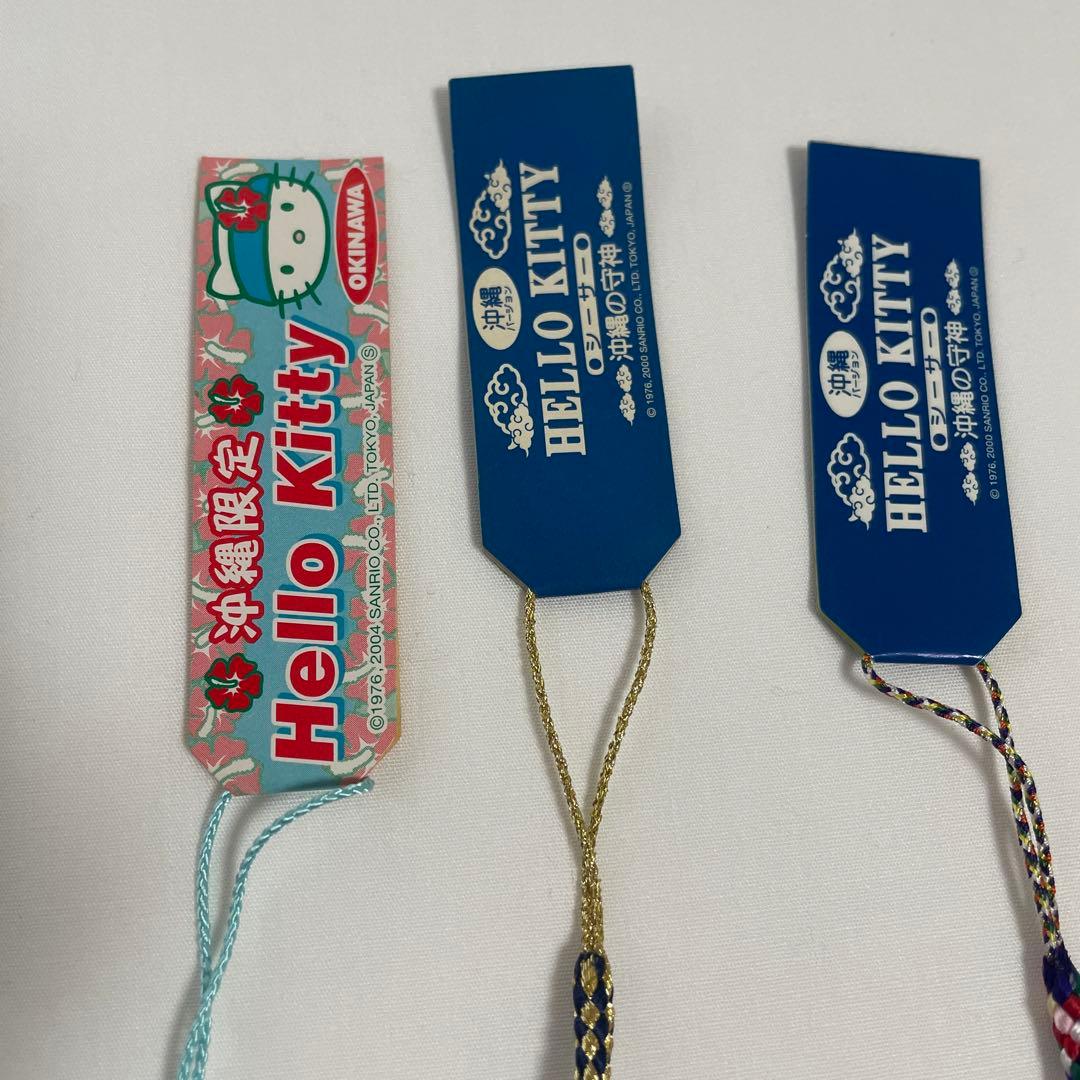 OKINAWA
沖縄限定
Hello Kitty
©1976, 2004 SANRIO CO., LTD. TOKYO, JAPAN Ⓢ
沖縄
バージョン
HELLO KITTY
シーサー
沖縄の守神
© 1976, 2000 SANRIO CO., LTD. TOKYO, JAPAN Ⓢ
沖縄
バージョン
HELLO KITTY
シーサー
沖縄の守神
© 1976, 2000 SANRIO CO., LTD. TOKYO, JAPAN Ⓢ